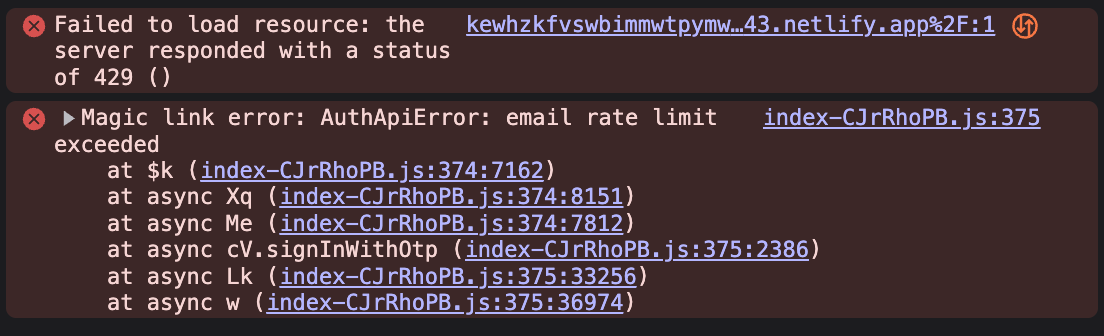 Failed to load resource: the kewhzkfvswbimmwtpymw…43.netlify.app%2F:1
server responded with a status
of 429 ()
▶Magic link error: AuthApiError: email rate limit index-CJrRhoPB.js:375
exceeded
at $k (index-CJrRhoPB.js:374:7162)
at async Xq (index-CJrRhoPB.js:374:8151)
at async Me (index-CJrRhoPB.js:374:7812)
at async cV.signInWithOtp (index-CJrRhoPB.js:375:2386)
at async Lk (index-CJrRhoPB.js:375:33256)
at async w (index-CJrRhoPB.js:375:36974)